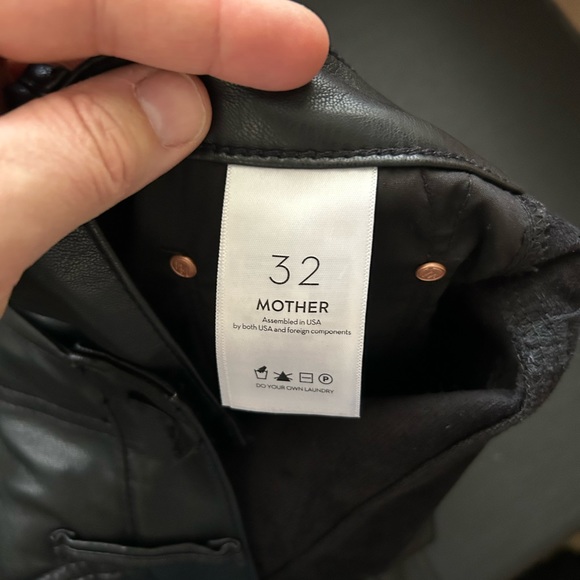 32
MOTHER
Assembled in USA
by both USA and foreign components
P
DO YOUR OWN LAUNDRY